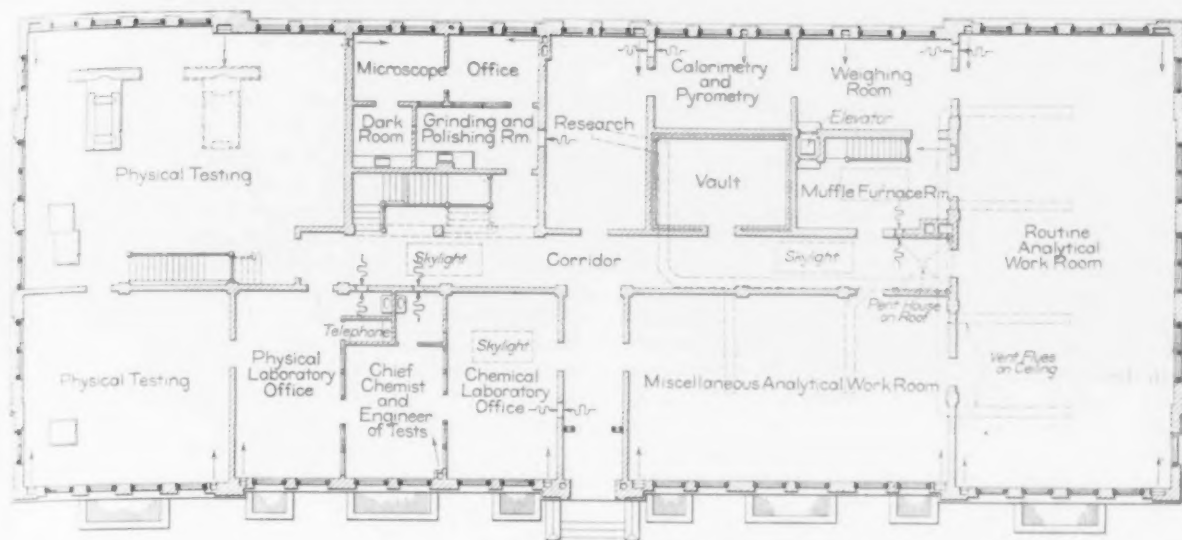 Microscope
Office
Calorimetry
and
Pyrometry
Weighing
Room
Elevator
Dark
Room
Grinding and
Polishing Rm.
Research
Physical Testing
Vault
Muffle Furnace Rm.
Routine
Analytical
Work Room
Skylight
Corridor
Skylight
Pent House
on Roof
Telephone
Physical Testing
Physical
Laboratory
Office
Chief
Chemist
and
Engineer
of Tests
Skylight
Chemical
Laboratory
Office
Miscellaneous Analytical Work Room
Vent Flues
on Ceiling